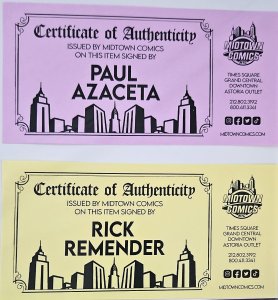 Certificate of Authenticity
ISSUED BY MIDTOWN COMICS
ON THIS ITEM SIGNED BY
PAUL
AZACETA
MIDTOWN
COMICS
TIMES SQUARE
GRAND CENTRAL
DOWNTOWN
ASTORIA OUTLET
212.302.8192
800.411.3341
MIDTOWNCOMICS.COM
Certificate of Authenticity
ISSUED BY MIDTOWN COMICS
ON THIS ITEM SIGNED BY
RICK
REMENDER
MIDTOWN
COMICS
TIMES SQUARE
GRAND CENTRAL
DOWNTOWN
ASTORIA OUTLET
212.302.8192
800.411.3341
MIDTOWNCOMICS.COM